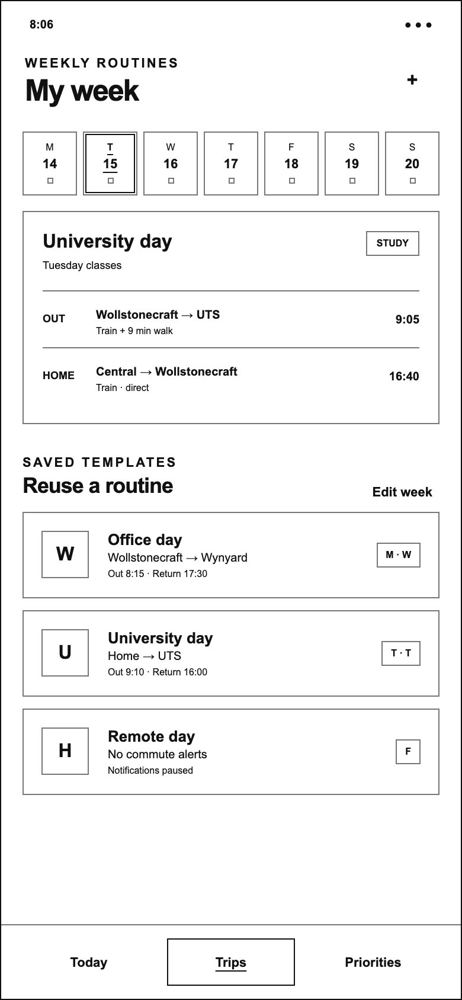 8:06
WEEKLY ROUTINES
My week
+
M T W T F S S
14 15 16 17 18 19 20
University day STUDY
Tuesday classes
OUT Wollstonecraft → UTS 9:05
Train + 9 min walk
HOME Central → Wollstonecraft 16:40
Train · direct
SAVED TEMPLATES
Reuse a routine Edit week
W Office day M · W
Wollstonecraft → Wynyard
Out 8:15 · Return 17:30
U University day T · T
Home → UTS
Out 9:10 · Return 16:00
H Remote day F
No commute alerts
Notifications paused
Today Trips Priorities